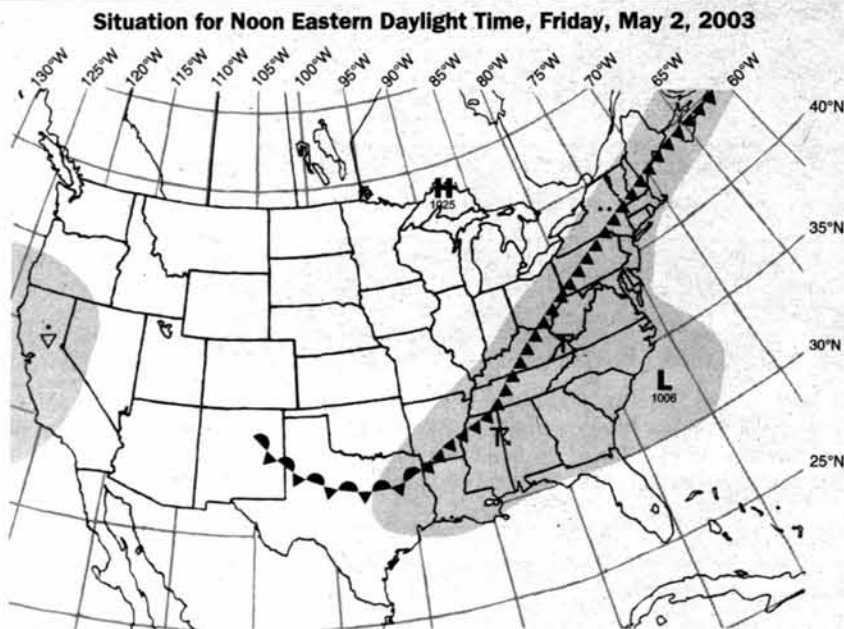 Situation for Noon Eastern Daylight Time, Friday, May 2, 2003
130°W 125°W 120°W 115°W 110°W 105°W 100°W 95°W 90°W 85°W 80°W 75°W 70°W 65°W 60°W
40°N
H
1025
35°N
30°N
L
1006
25°N